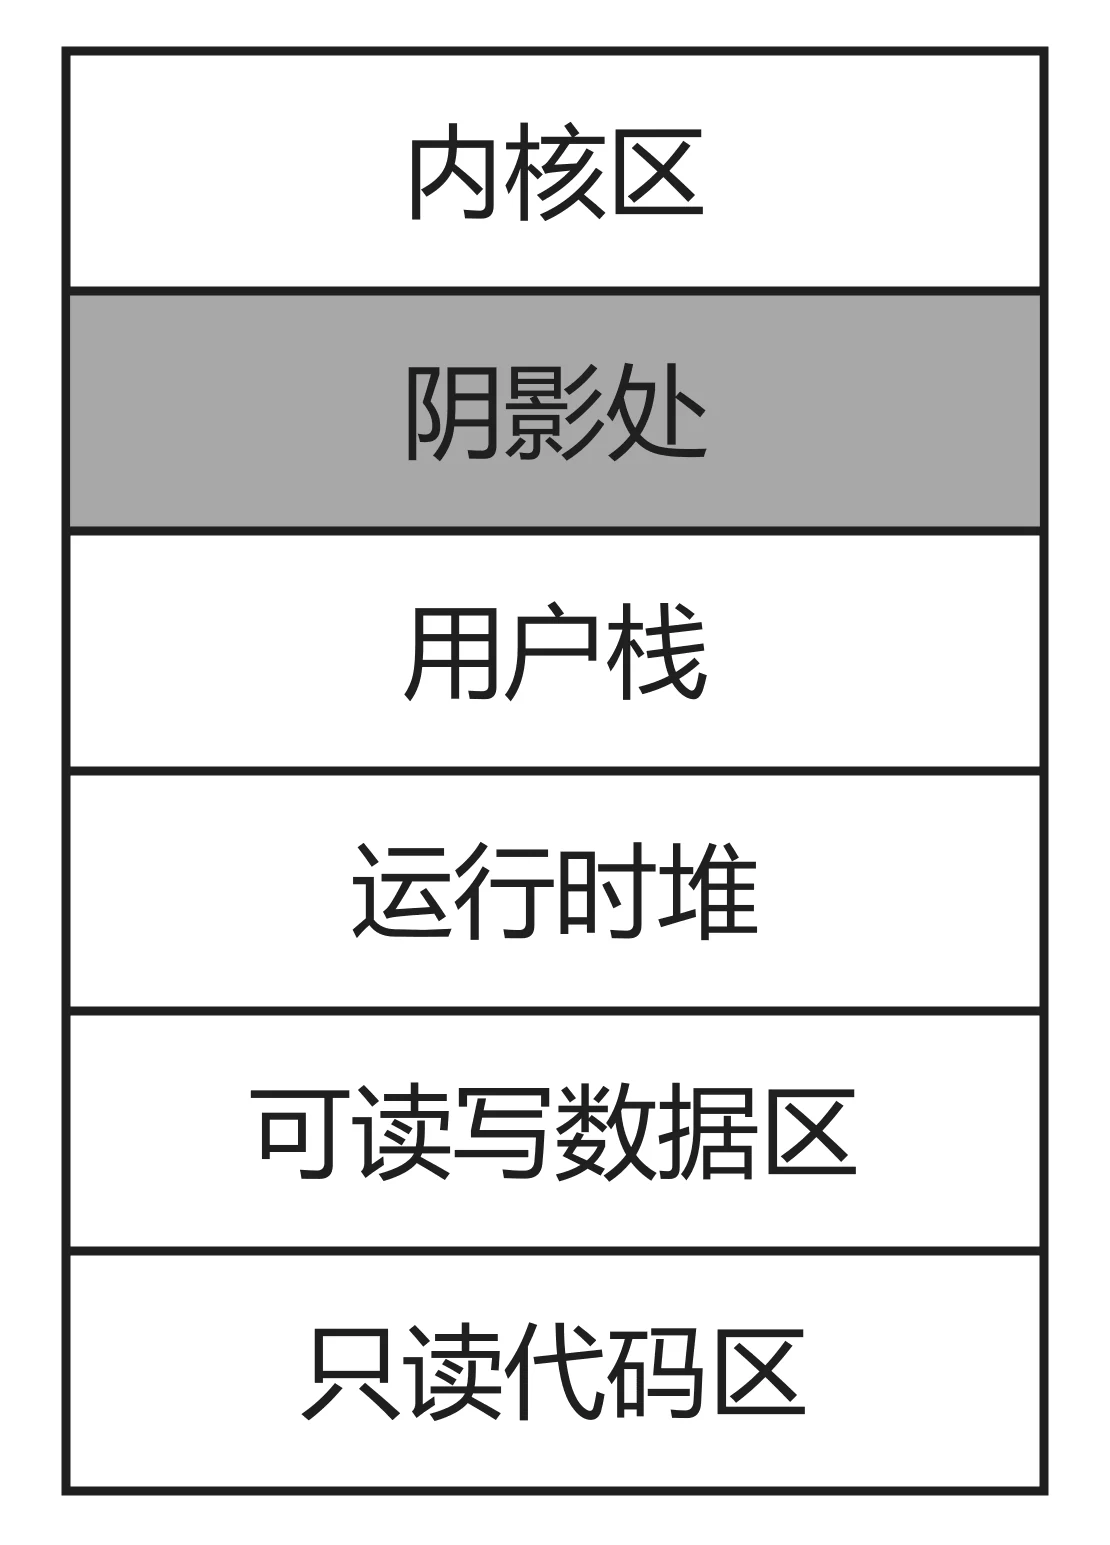 内核区
阴影处
用户栈
运行时堆
可读写数据区
只读代码区